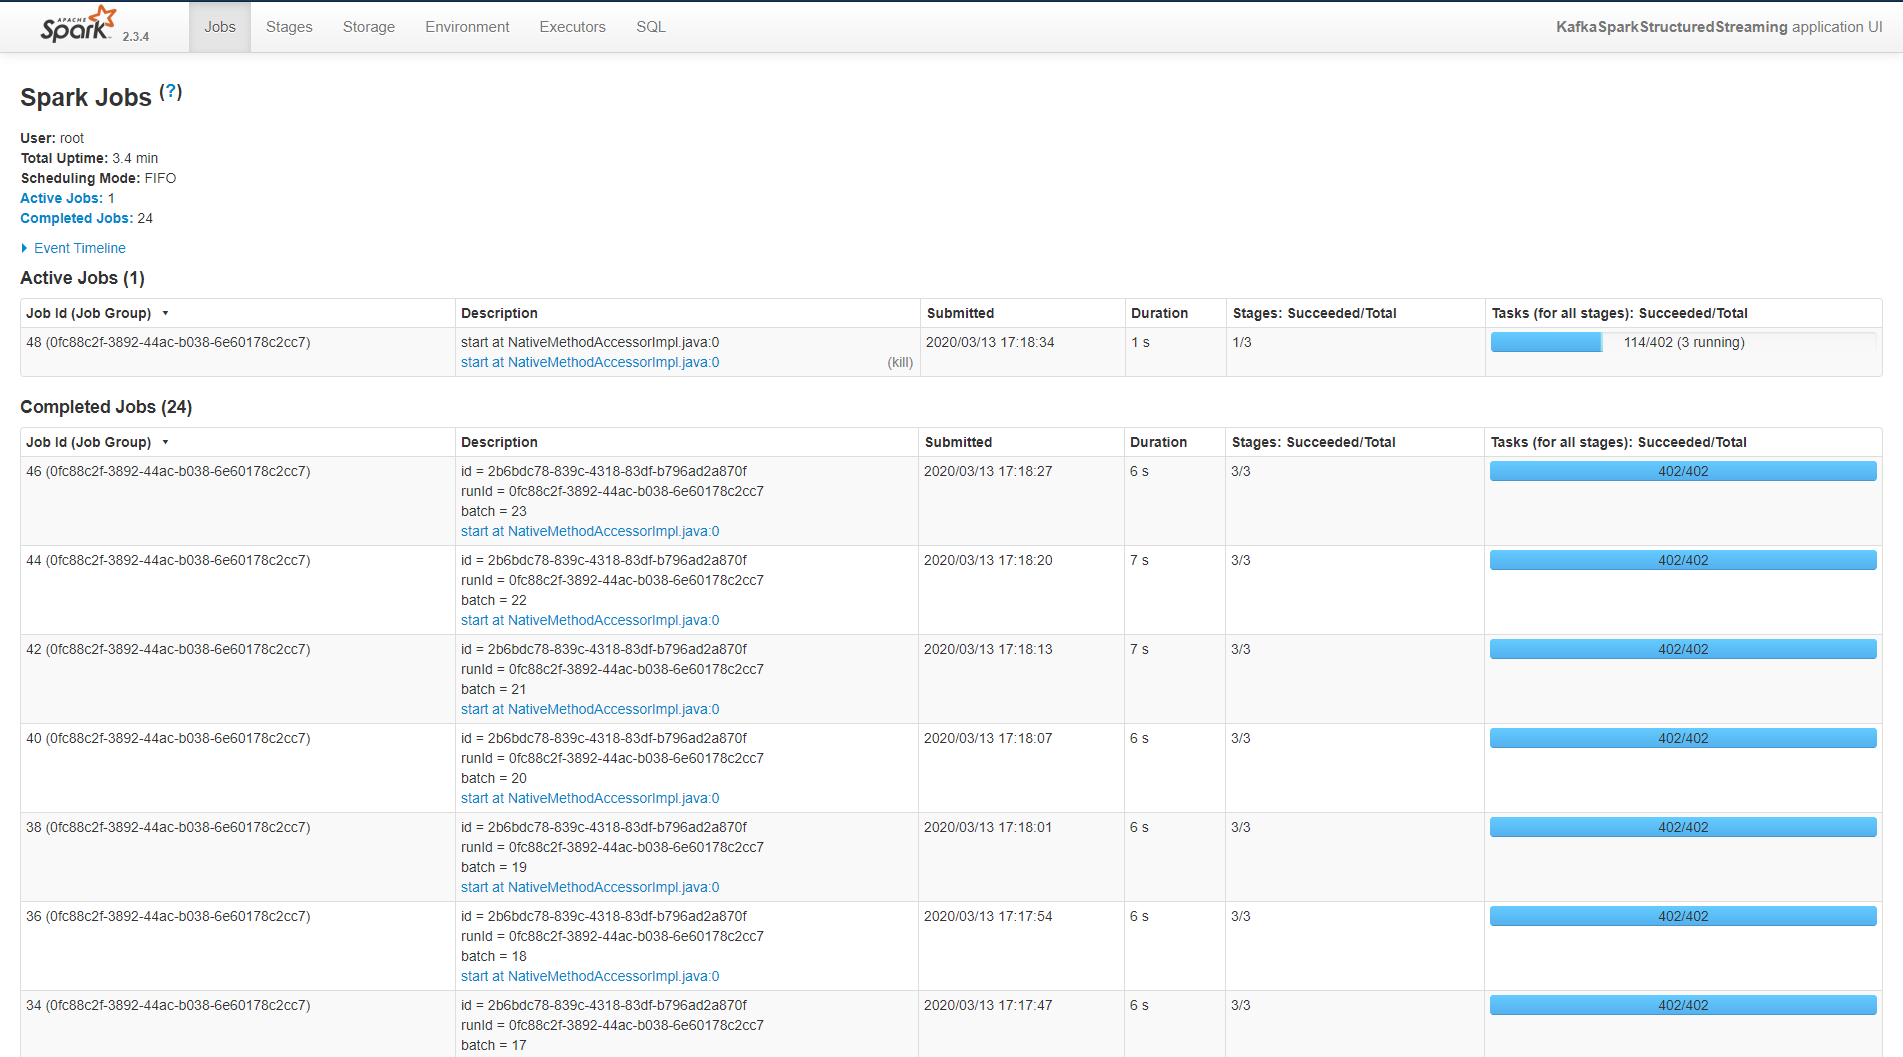 APACHE
Spark 2.3.4 Jobs Stages Storage Environment Executors SQL KafkaSparkStructuredStreaming application UI
Spark Jobs (?)
User: root
Total Uptime: 3.4 min
Scheduling Mode: FIFO
Active Jobs: 1
Completed Jobs: 24
Event Timeline
Active Jobs (1)
Job Id (Job Group) ▾ Description Submitted Duration Stages: Succeeded/Total Tasks (for all stages): Succeeded/Total
48 (0fc88c2f-3892-44ac-b038-6e60178c2cc7) start at NativeMethodAccessorImpl.java:0 2020/03/13 17:18:34 1 s 1/3 114/402 (3 running)
start at NativeMethodAccessorImpl.java:0 (kill)
Completed Jobs (24)
Job Id (Job Group) ▾ Description Submitted Duration Stages: Succeeded/Total Tasks (for all stages): Succeeded/Total
46 (0fc88c2f-3892-44ac-b038-6e60178c2cc7) id = 2b6bdc78-839c-4318-83df-b796ad2a870f 2020/03/13 17:18:27 6 s 3/3 402/402
runId = 0fc88c2f-3892-44ac-b038-6e60178c2cc7
batch = 23
start at NativeMethodAccessorImpl.java:0
44 (0fc88c2f-3892-44ac-b038-6e60178c2cc7) id = 2b6bdc78-839c-4318-83df-b796ad2a870f 2020/03/13 17:18:20 7 s 3/3 402/402
runId = 0fc88c2f-3892-44ac-b038-6e60178c2cc7
batch = 22
start at NativeMethodAccessorImpl.java:0
42 (0fc88c2f-3892-44ac-b038-6e60178c2cc7) id = 2b6bdc78-839c-4318-83df-b796ad2a870f 2020/03/13 17:18:13 7 s 3/3 402/402
runId = 0fc88c2f-3892-44ac-b038-6e60178c2cc7
batch = 21
start at NativeMethodAccessorImpl.java:0
40 (0fc88c2f-3892-44ac-b038-6e60178c2cc7) id = 2b6bdc78-839c-4318-83df-b796ad2a870f 2020/03/13 17:18:07 6 s 3/3 402/402
runId = 0fc88c2f-3892-44ac-b038-6e60178c2cc7
batch = 20
start at NativeMethodAccessorImpl.java:0
38 (0fc88c2f-3892-44ac-b038-6e60178c2cc7) id = 2b6bdc78-839c-4318-83df-b796ad2a870f 2020/03/13 17:18:01 6 s 3/3 402/402
runId = 0fc88c2f-3892-44ac-b038-6e60178c2cc7
batch = 19
start at NativeMethodAccessorImpl.java:0
36 (0fc88c2f-3892-44ac-b038-6e60178c2cc7) id = 2b6bdc78-839c-4318-83df-b796ad2a870f 2020/03/13 17:17:54 6 s 3/3 402/402
runId = 0fc88c2f-3892-44ac-b038-6e60178c2cc7
batch = 18
start at NativeMethodAccessorImpl.java:0
34 (0fc88c2f-3892-44ac-b038-6e60178c2cc7) id = 2b6bdc78-839c-4318-83df-b796ad2a870f 2020/03/13 17:17:47 6 s 3/3 402/402
runId = 0fc88c2f-3892-44ac-b038-6e60178c2cc7
batch = 17